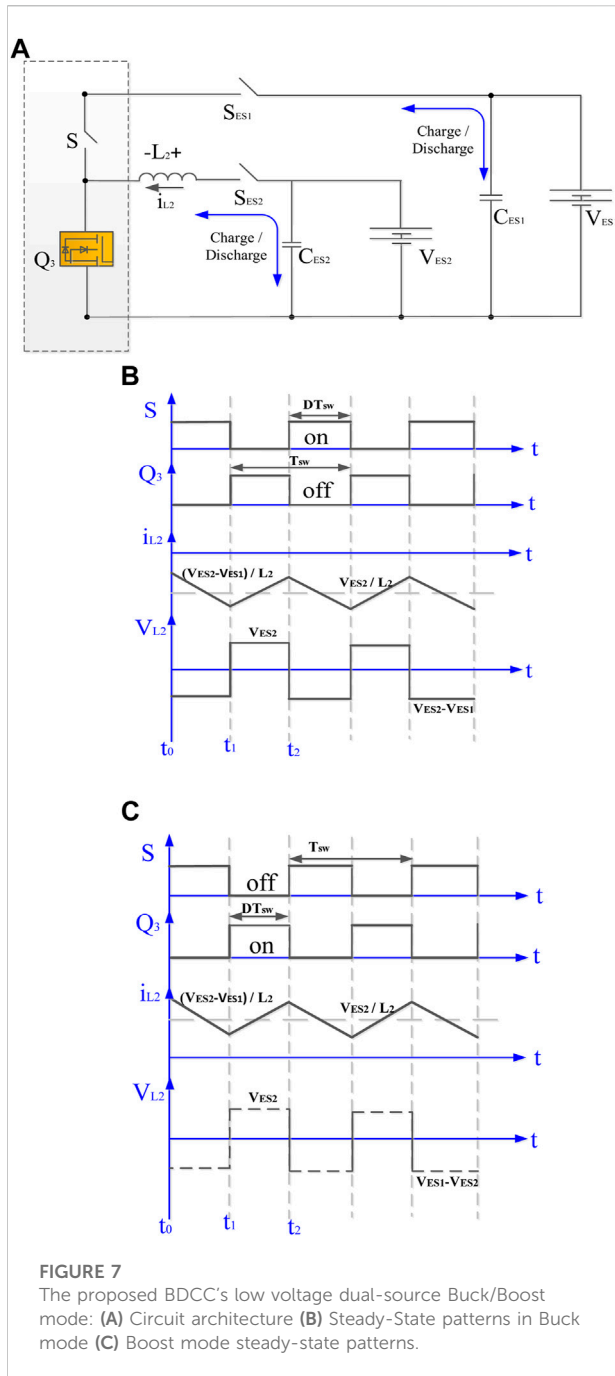 A
SES1
S
Charge /
Discharge
-L2+
iL2
SES2
CES1
VES
Charge /
Discharge
Q3
CES2
VES2
B
S
DTsw
on
t
Q3
Tsw
off
t
iL2
t
(VES2-VES1) / L2
VES2 / L2
VL2
VES2
t
VES2-VES1
t0
t1
t2
C
S
Tsw
off
t
Q3
DTsw
on
t
iL2
(VES2-VES1) / L2
VES2 / L2
t
VL2
VES2
t
VES1-VES2
t0
t1
t2
FIGURE 7
The proposed BDCC's low voltage dual-source Buck/Boost
mode: (A) Circuit architecture (B) Steady-State patterns in Buck
mode (C) Boost mode steady-state patterns.